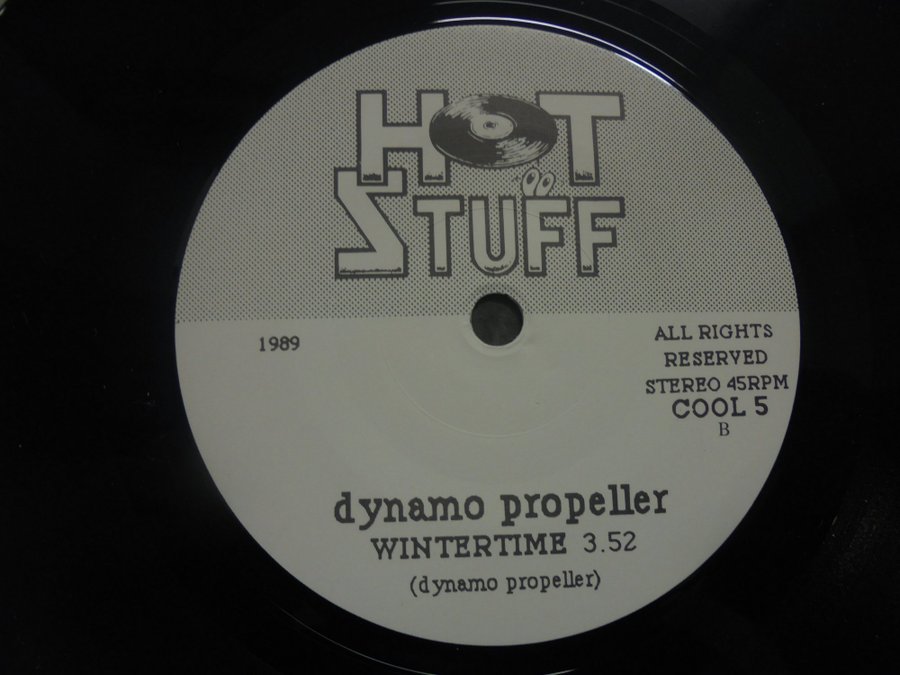 HOT
STUFF
1989
ALL RIGHTS
RESERVED
STEREO 45RPM
COOL 5
B
dynamo propeller
WINTERTIME 3.52
(dynamo propeller)